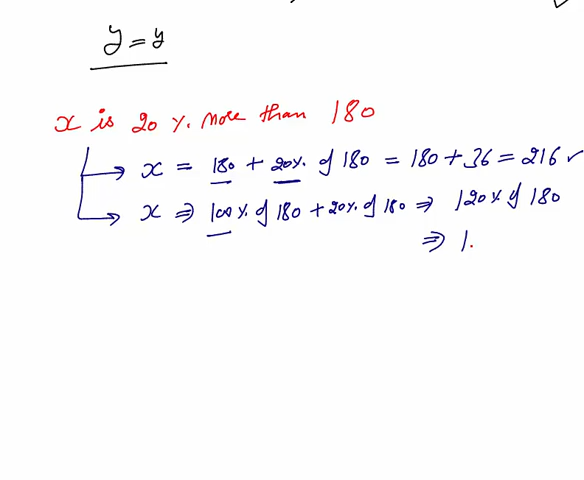 y = y
x is 20 %. more than 180
→ x = 180 + 20%. of 180 = 180 + 36 = 216 ✓
→ x ⇒ 100%. of 180 + 20%. of 180 ⇒ 120% of 180
⇒ 1.